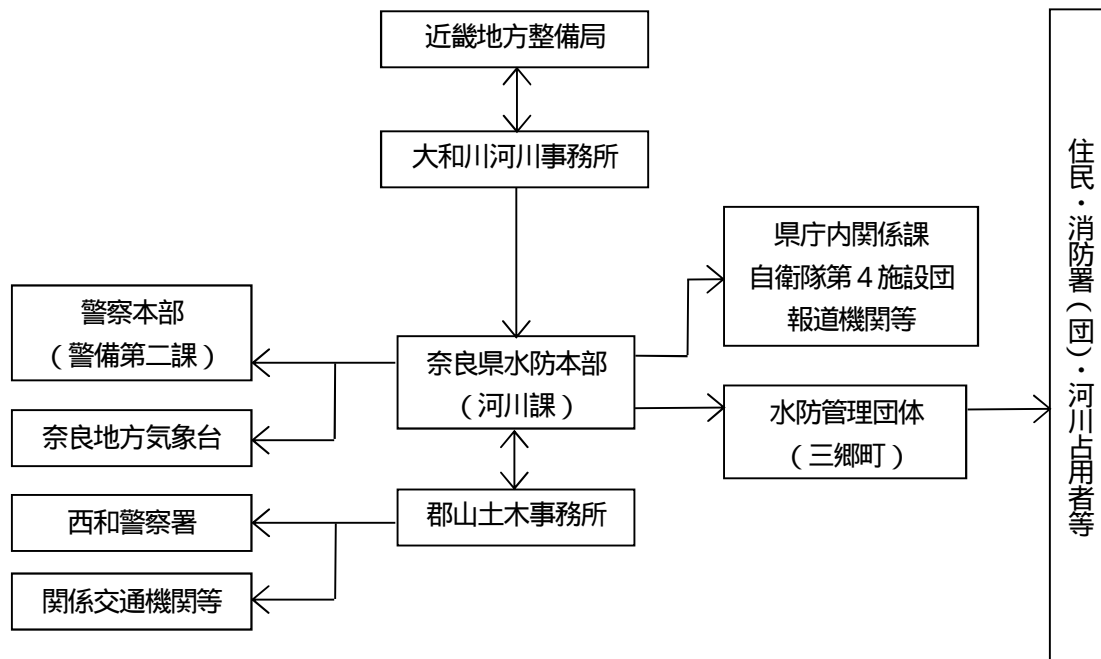 近畿地方整備局
大和川河川事務所
県庁内関係課
自衛隊第４施設団
報道機関等
警察本部
（警備第二課）
奈良県水防本部
（河川課）
奈良地方気象台
水防管理団体
（三郷町）
西和警察署
郡山土木事務所
関係交通機関等
住民・消防署（団）・河川占用者等